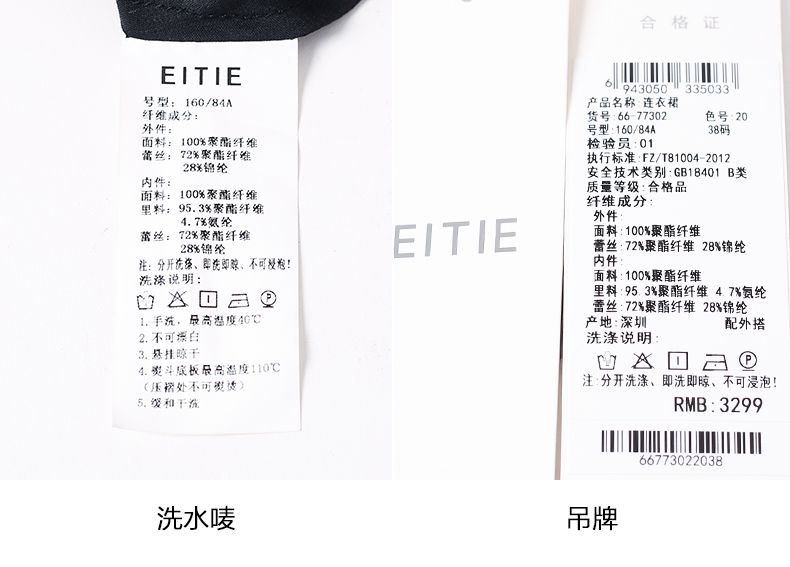 EITIE
号型: 160/84A
纤维成分:
外件:
面料: 100%聚酯纤维
蕾丝: 72%聚酯纤维
28%锦纶
内件:
面料: 100%聚酯纤维
里料: 95.3%聚酯纤维
4.7%氨纶
蕾丝: 72%聚酯纤维
28%锦纶
注: 分开洗涤、即洗即晾、不可浸泡!
洗涤说明:
1.手洗，最高温度40℃
2.不可漂白
3.悬挂晾干
4.熨斗底板最高温度110℃
（压褶处不可熨烫）
5.缓和干洗
洗水唛
EITIE
合格证
6 943050 335033
产品名称:连衣裙
货号:66-77302 色号:20
号型:160/84A 38码
检验员:01
执行标准:FZ/T81004-2012
安全技术类别:GB18401 B类
质量等级:合格品
纤维成分:
外件:
面料:100%聚酯纤维
蕾丝:72%聚酯纤维 28%锦纶
内件:
面料:100%聚酯纤维
里料:95.3%聚酯纤维 4.7%氨纶
蕾丝:72%聚酯纤维 28%锦纶
产地:深圳 配外搭
洗涤说明:
注:分开洗涤、即洗即晾、不可浸泡!
RMB:3299
66773022038
吊牌